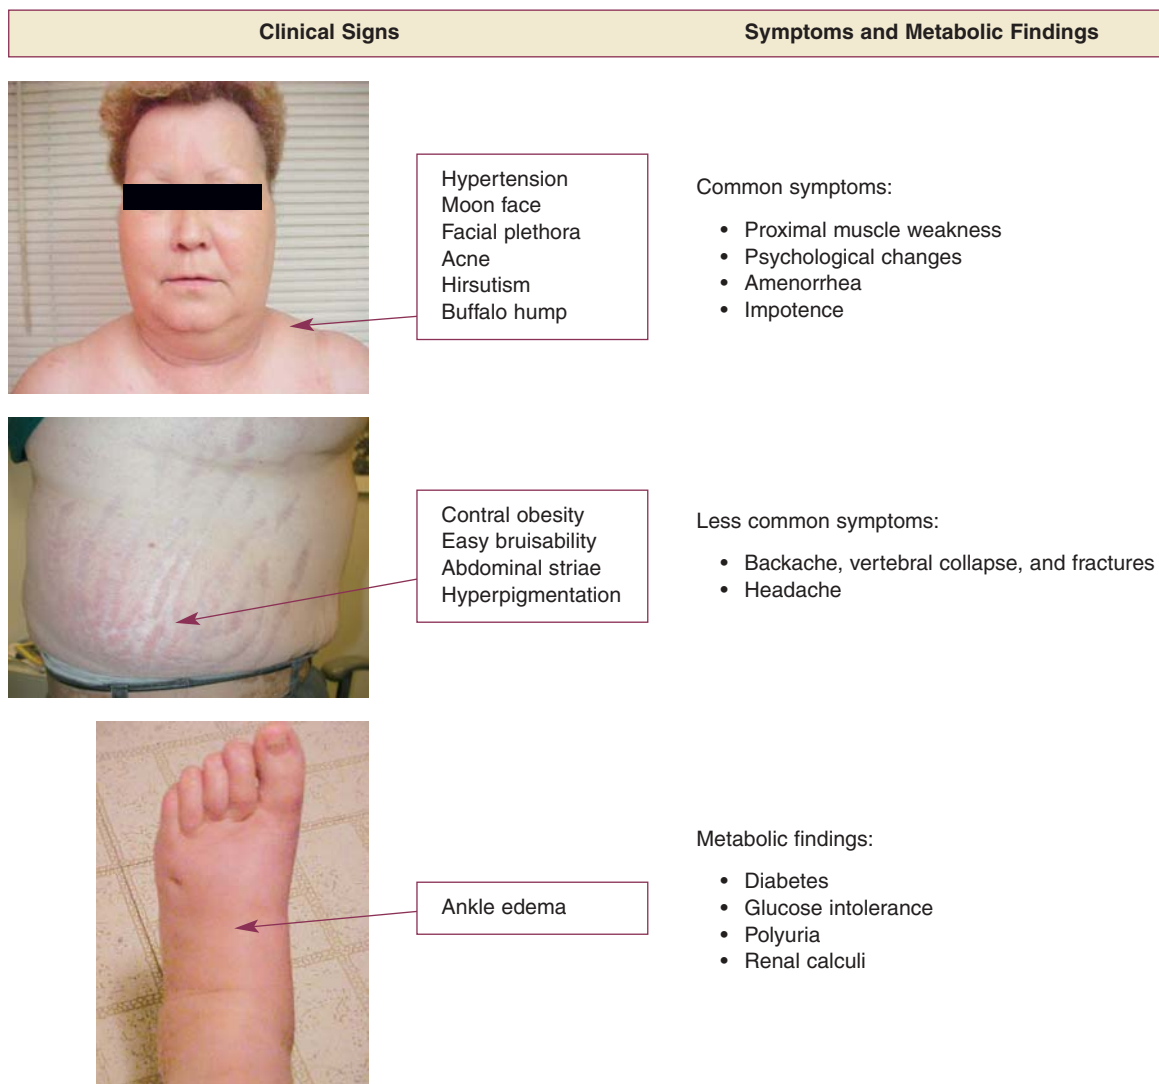 Clinical Signs
Symptoms and Metabolic Findings
Hypertension
Moon face
Facial plethora
Acne
Hirsutism
Buffalo hump
Common symptoms:
• Proximal muscle weakness
• Psychological changes
• Amenorrhea
• Impotence
Contral obesity
Easy bruisability
Abdominal striae
Hyperpigmentation
Less common symptoms:
• Backache, vertebral collapse, and fractures
• Headache
Ankle edema
Metabolic findings:
• Diabetes
• Glucose intolerance
• Polyuria
• Renal calculi